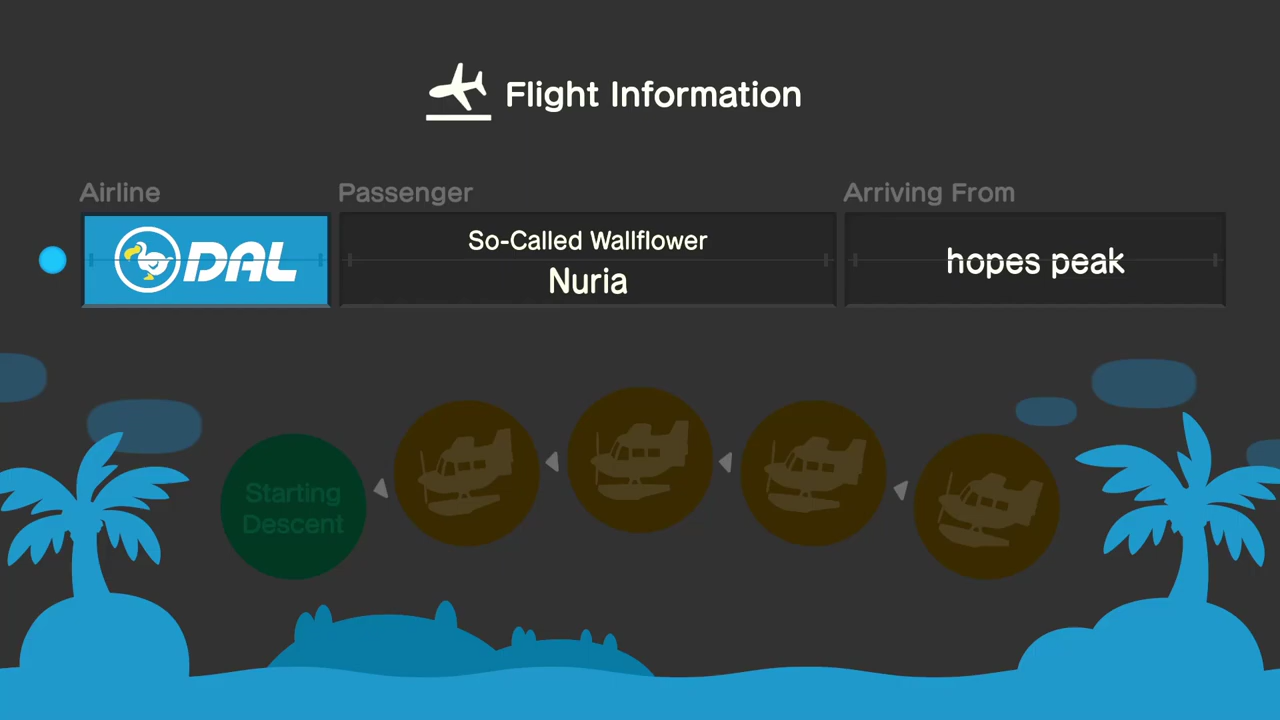 Flight Information
Airline
Passenger
Arriving From
DAL
So-Called Wallflower
Nuria
hopes peak
Starting
Descent